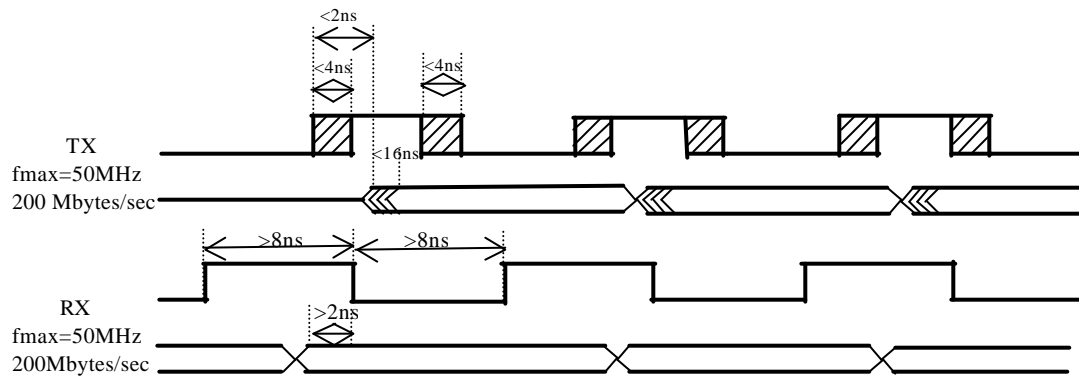 <2ns
<4ns
<4ns
TX
<16ns
fmax=50MHz
200 Mbytes/sec
>8ns
>8ns
RX
>2ns
fmax=50MHz
200Mbytes/sec